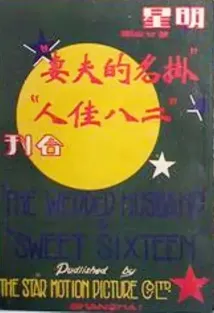 明星
“掛名的夫妻”
“二八佳人”
合刊
"THE WEDDED HUSBAND"
&
"SWEET SIXTEEN"
Published by
THE STAR MOTION PICTURE Co LTD
SHANGHAI